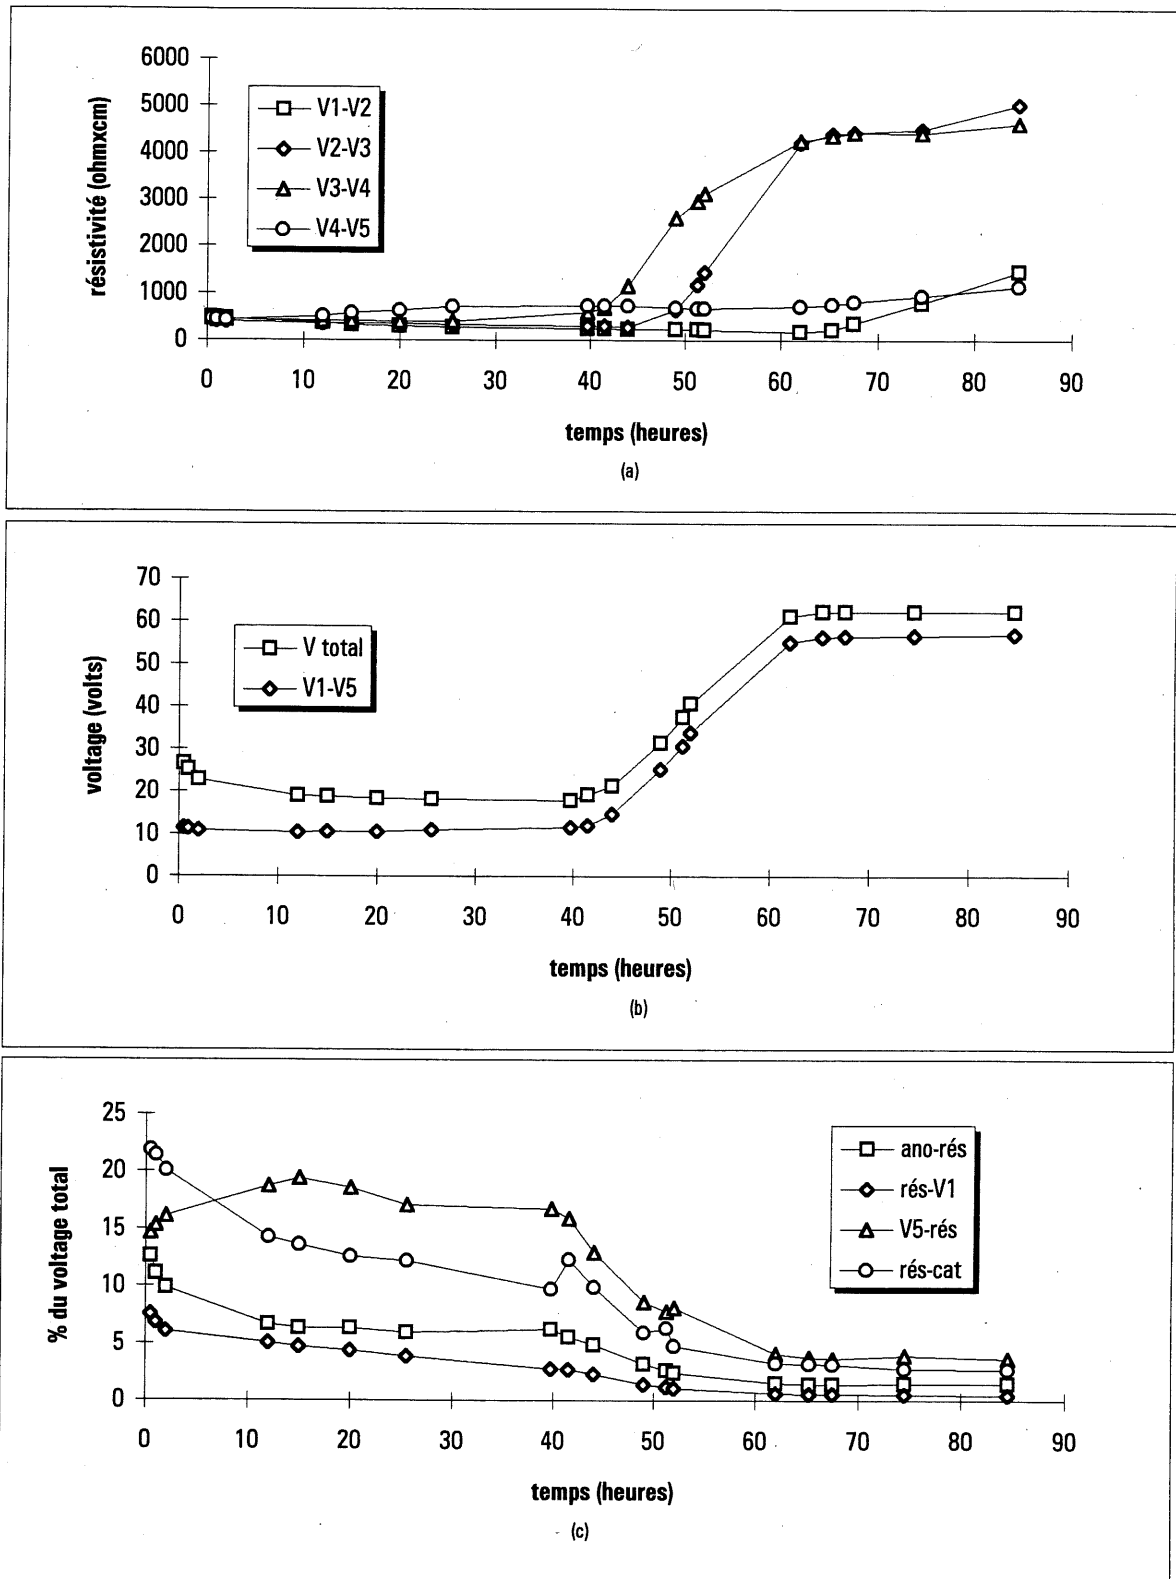 résistivité (ohmxcm)
6000
5000
4000
3000
2000
1000
0
V1-V2
V2-V3
V3-V4
V4-V5
0 10 20 30 40 50 60 70 80 90
temps (heures)
(a)
voltage (volts)
70
60
50
40
30
20
10
0
V total
V1-V5
0 10 20 30 40 50 60 70 80 90
temps (heures)
(b)
% du voltage total
25
20
15
10
5
0
ano-rés
rés-V1
V5-rés
rés-cat
0 10 20 30 40 50 60 70 80 90
temps (heures)
(c)